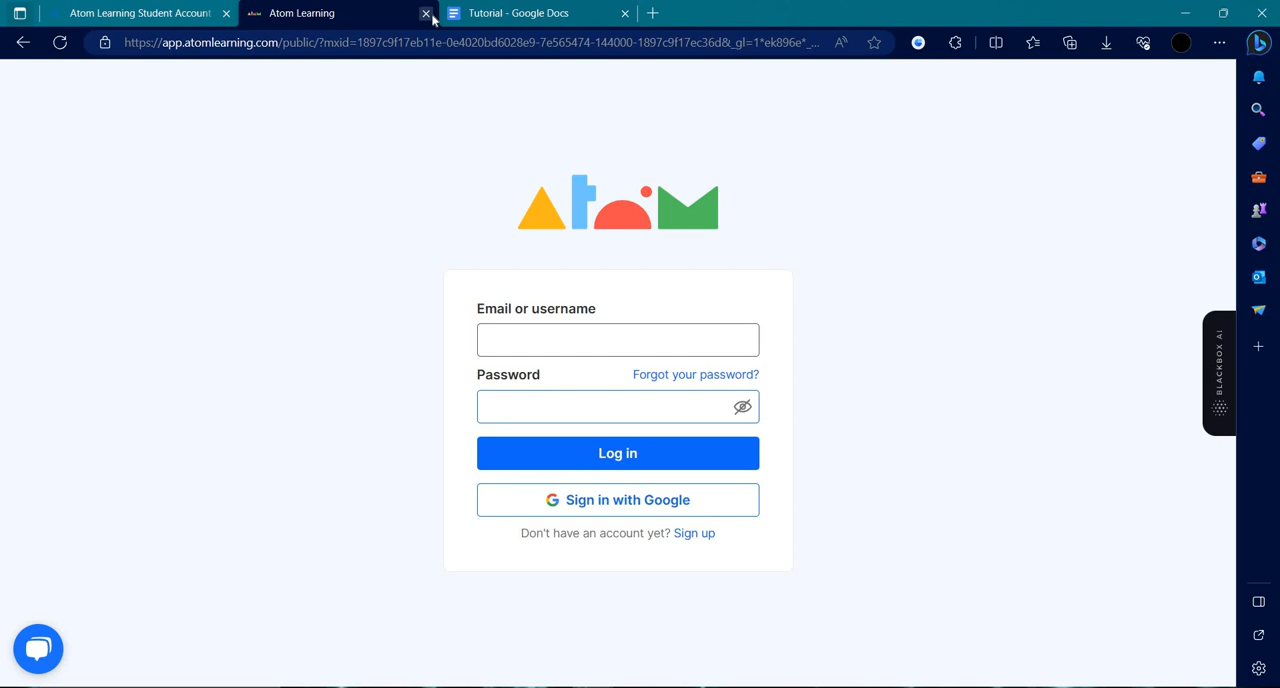 Atom Learning Student Account
Atom Learning
Tutorial - Google Docs
https://app.atomlearning.com/public/?mxid=1897c9f17eb11e-0e4020bd6028e9-7e565474-144000-1897c9f17ec36d&_gl=1*ek896e*_...
AtoM
Email or username
Password
Forgot your password?
Log in
Sign in with Google
Don't have an account yet? Sign up
BLACKBOX AI